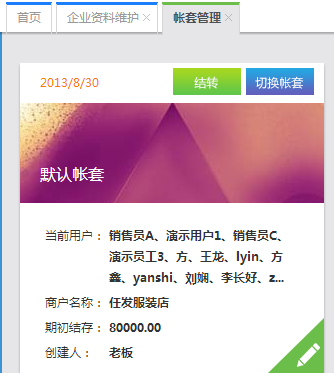 首页 企业资料维护 帐套管理
2013/8/30 结转 切换帐套
默认帐套
当前用户： 销售员A、演示用户1、销售员C、
演示员工3、方、王龙、lyin、方
鑫、yanshi、刘娴、李长好、z...
商户名称： 任发服装店
期初结存： 80000.00
创建人： 老板